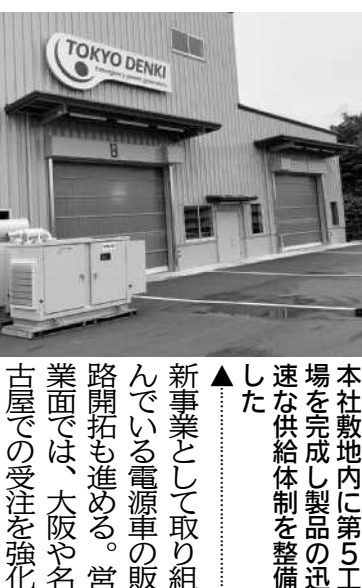 TOKYO DENKI
emergency power generators
本社敷地内に第5工
場を完成し製品の迅
速な供給体制を整備
した
▲
新事業として取り組
んでいる電源車の販
路開拓も進める。営
業面では、大阪や名
古屋での受注を強化